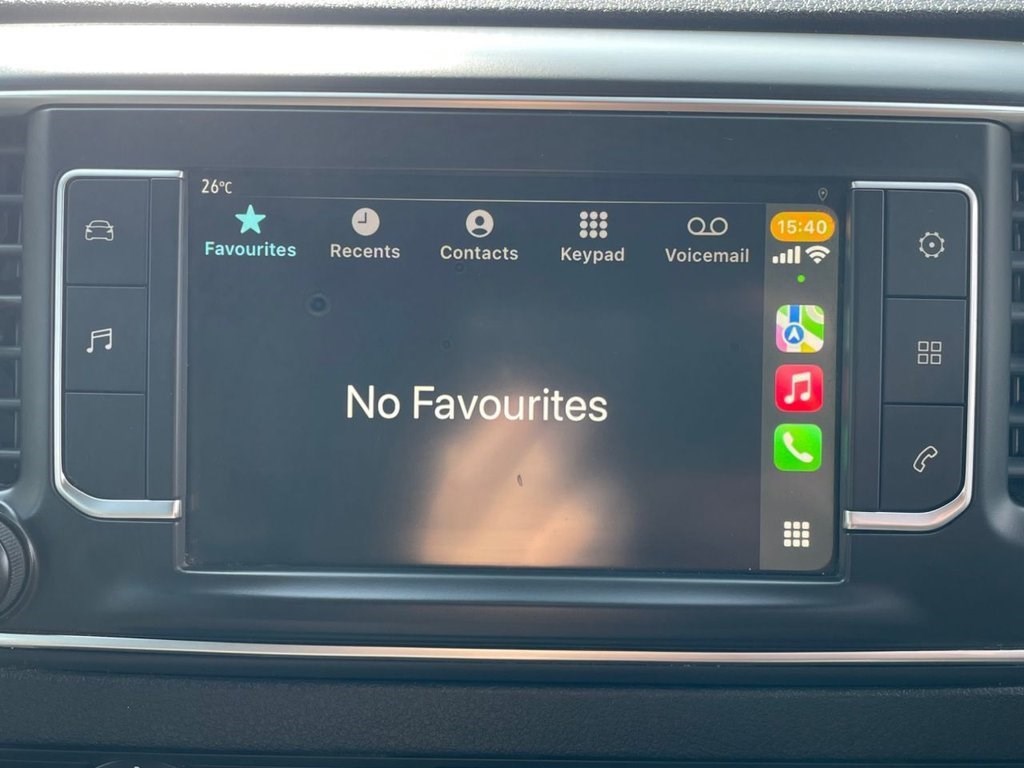 26°C
Favourites Recents Contacts Keypad Voicemail
15:40
No Favourites